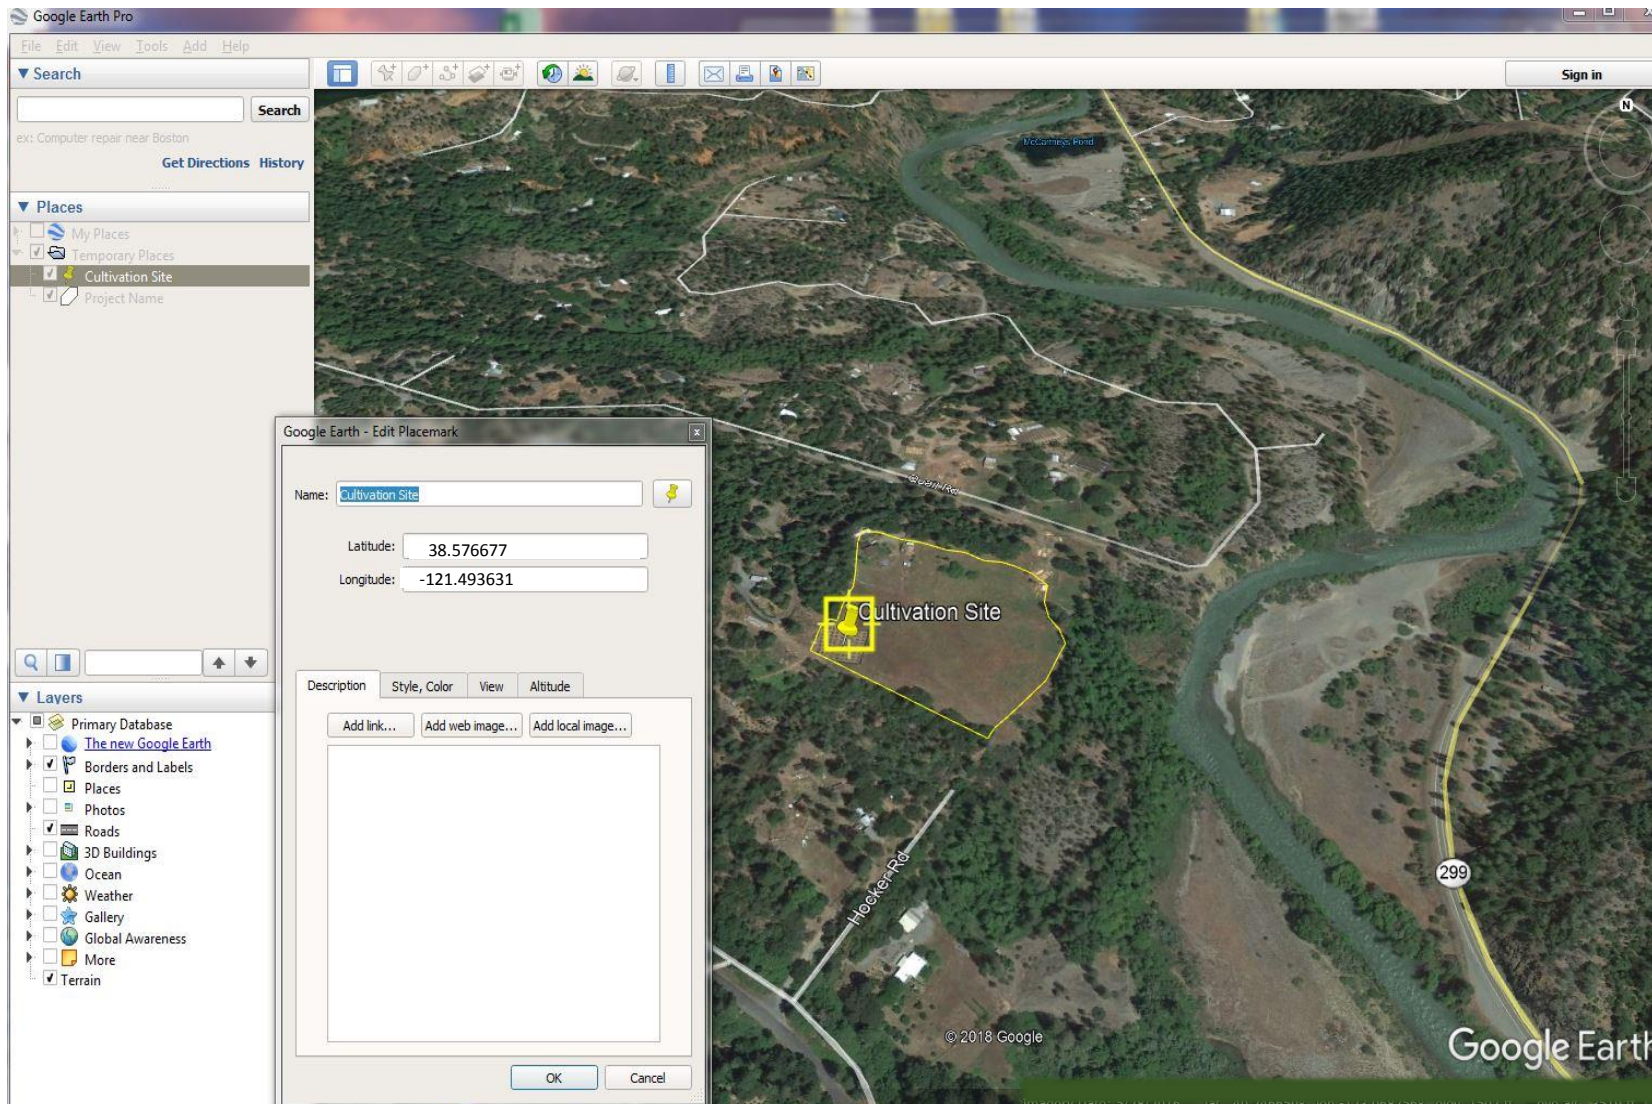 Google Earth Pro
File Edit View Tools Add Help
Search
Search
ex: Computer repair near Boston
Get Directions History
Places
My Places
Temporary Places
Cultivation Site
Project Name
Layers
Primary Database
The new Google Earth
Borders and Labels
Places
Photos
Roads
3D Buildings
Ocean
Weather
Gallery
Global Awareness
More
Terrain
Sign in
N
McCartneys Pond
Quail Rd
Cultivation Site
Hocker Rd
299
© 2018 Google
Google Earth
Google Earth - Edit Placemark
x
Name: Cultivation Site
Latitude: 38.576677
Longitude: -121.493631
Description Style, Color View Altitude
Add link... Add web image... Add local image...
OK Cancel